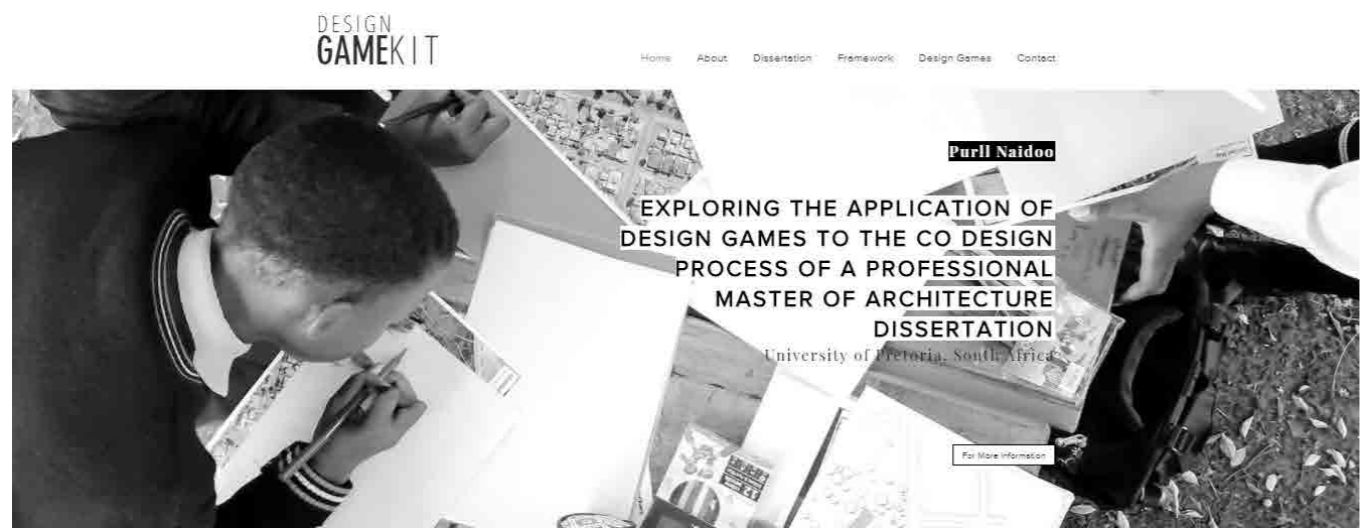 DESIGN
GAMEKIT
Home About Dissertation Framework Design Games Contact
Purll Naidoo
EXPLORING THE APPLICATION OF
DESIGN GAMES TO THE CO DESIGN
PROCESS OF A PROFESSIONAL
MASTER OF ARCHITECTURE
DISSERTATION
University of Pretoria, South Africa
For More Information